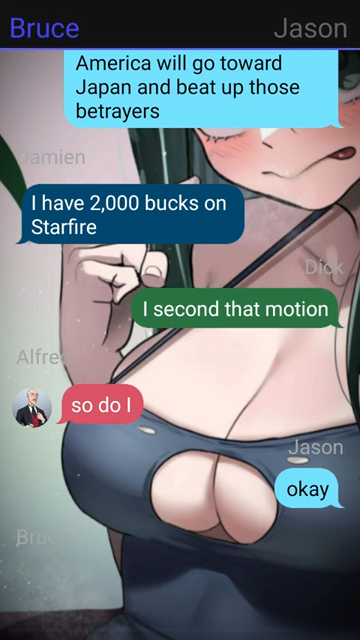 Bruce
Jason
America will go toward
Japan and beat up those
betrayers
Damien
I have 2,000 bucks on
Starfire
Dick
I second that motion
Alfred
so do I
Jason
okay
Bruce